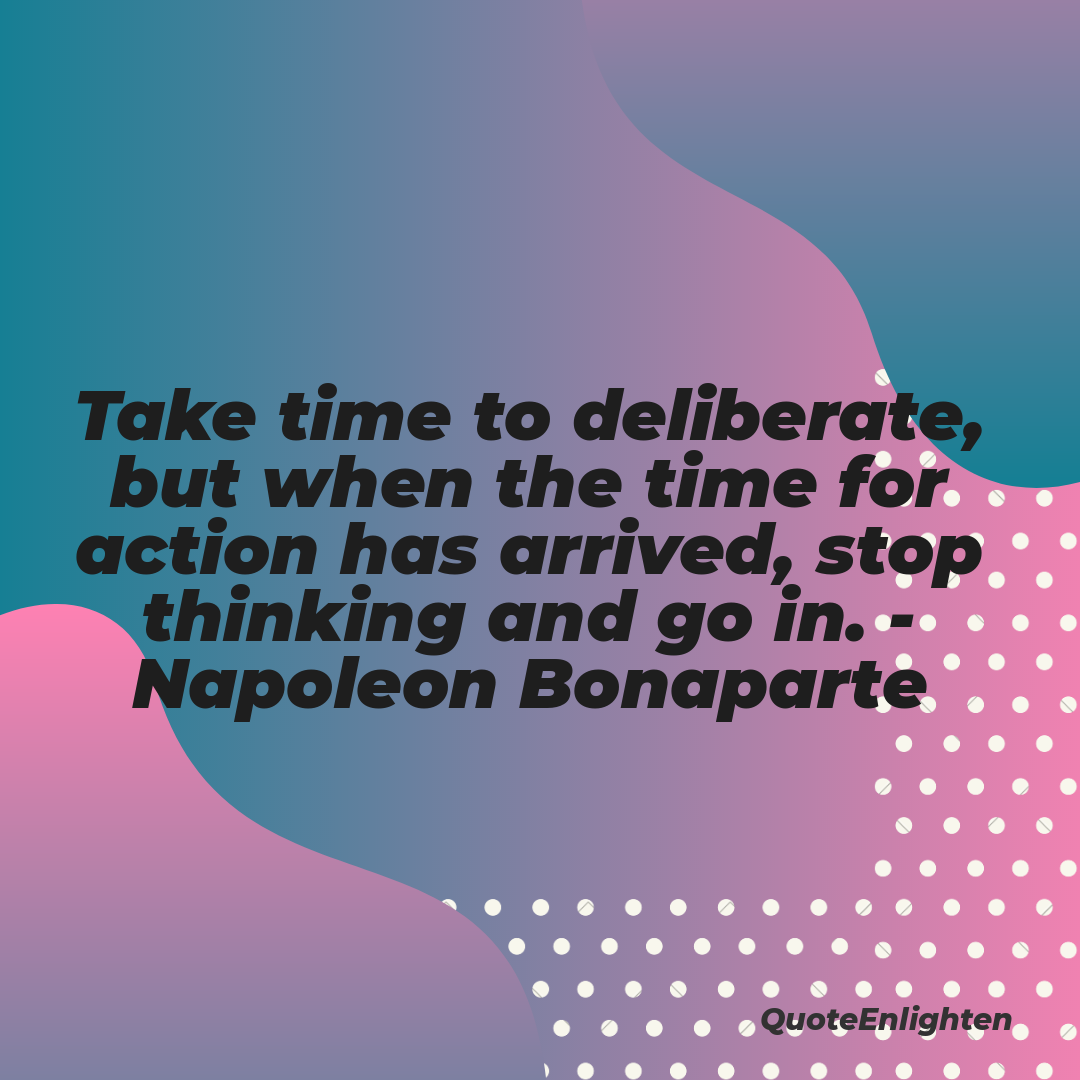 Take time to deliberate,
but when the time for
action has arrived, stop
thinking and go in. -
Napoleon Bonaparte
QuoteEnlighten